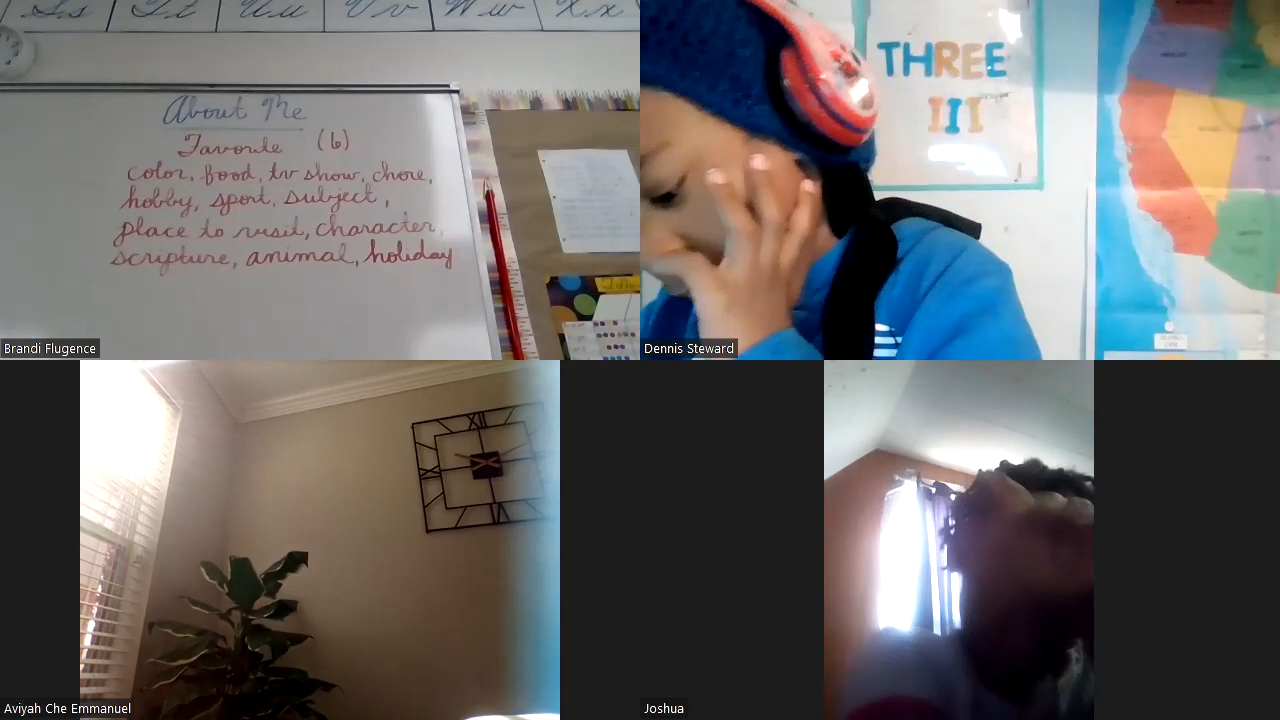 Ss Tt Uu Vv Ww Xx
About Me
Favorite (6)
color, food, tv show, chore,
hobby, sport, subject,
place to visit, character,
scripture, animal, holiday
Brandi Flugence
THREE
III
Dennis Steward
Aviyah Che Emmanuel
Joshua